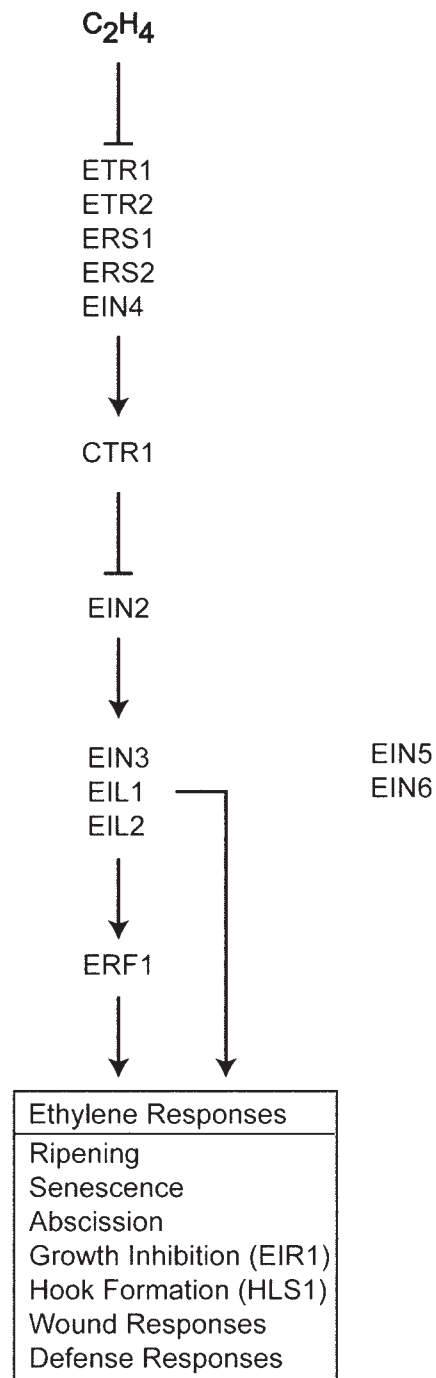 C₂H₄
ETR1
ETR2
ERS1
ERS2
EIN4
CTR1
EIN2
EIN3
EIL1
EIL2
EIN5
EIN6
ERF1
Ethylene Responses
Ripening
Senescence
Abscission
Growth Inhibition (EIR1)
Hook Formation (HLS1)
Wound Responses
Defense Responses